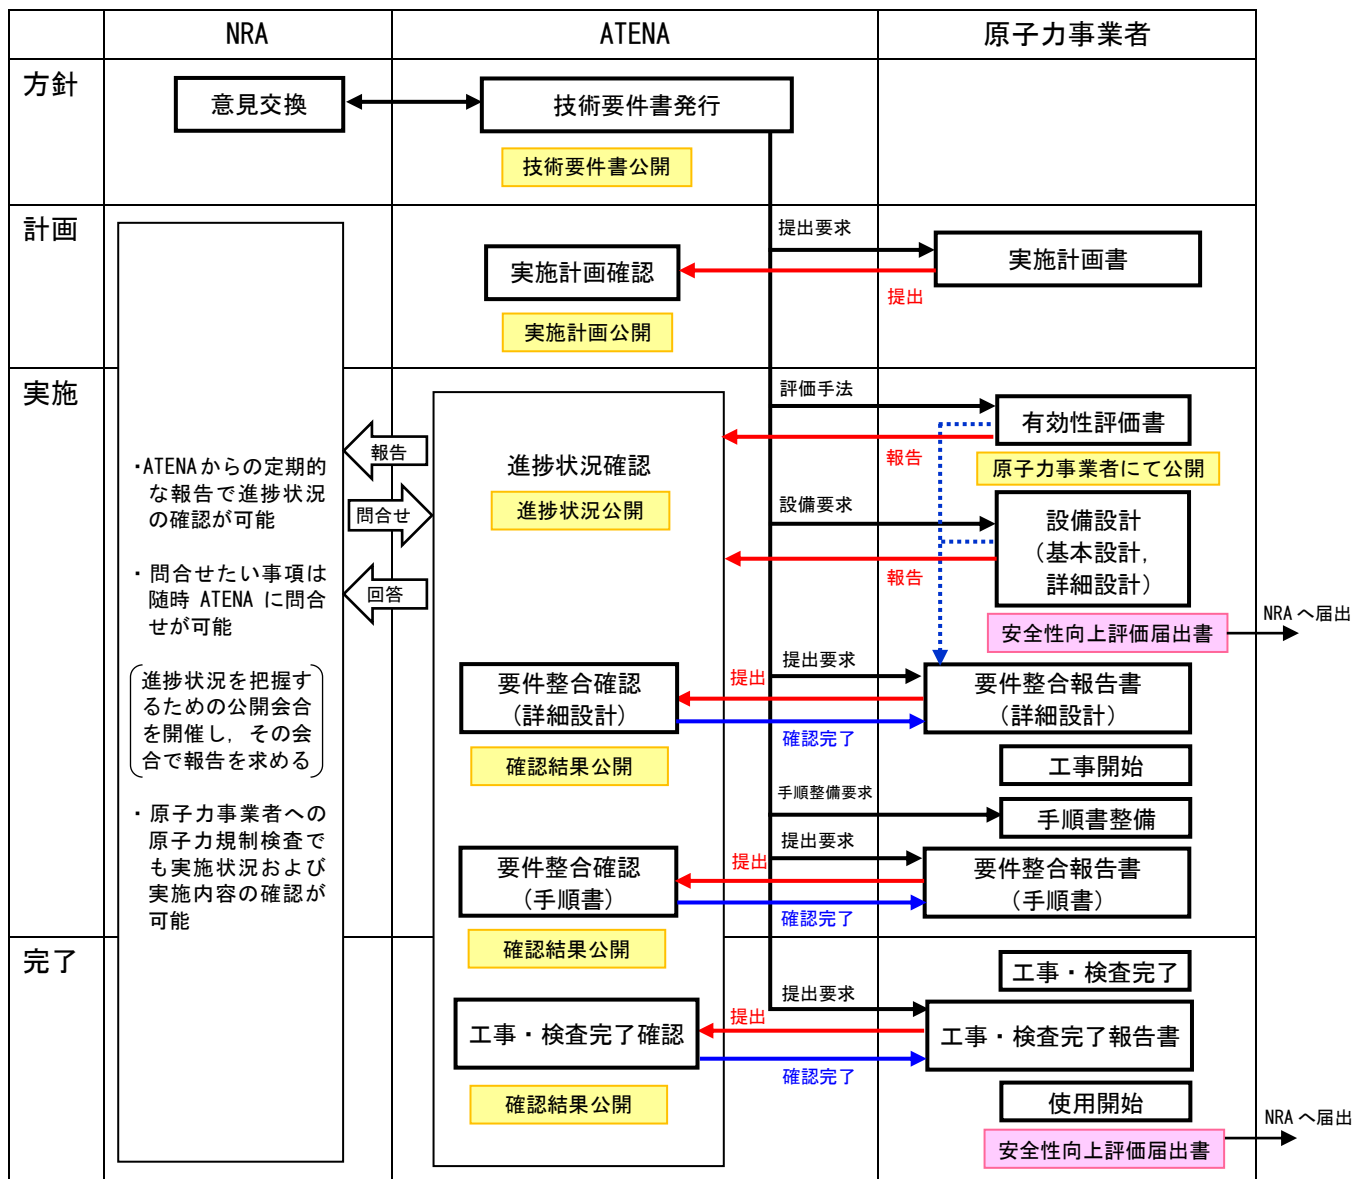 NRA
ATENA
原子力事業者
方針
意見交換
技術要件書発行
技術要件書公開
計画
提出要求
実施計画書
実施計画確認
提出
実施計画公開
実施
・ATENAからの定期的
な報告で進捗状況
の確認が可能
・問合せたい事項は
随時 ATENA に問合
せが可能
進捗状況を把握す
るための公開会合
を開催し，その会
合で報告を求める
・原子力事業者への
原子力規制検査で
も実施状況および
実施内容の確認が
可能
報告
問合せ
回答
進捗状況確認
進捗状況公開
評価手法
有効性評価書
報告
原子力事業者にて公開
設備要求
設備設計
（基本設計，
詳細設計）
報告
安全性向上評価届出書
NRA へ届出
提出要求
提出
要件整合確認
（詳細設計）
要件整合報告書
（詳細設計）
確認完了
確認結果公開
工事開始
手順整備要求
手順書整備
提出要求
提出
要件整合確認
（手順書）
要件整合報告書
（手順書）
確認完了
確認結果公開
完了
工事・検査完了
提出要求
提出
工事・検査完了確認
工事・検査完了報告書
確認完了
確認結果公開
使用開始
安全性向上評価届出書
NRA へ届出